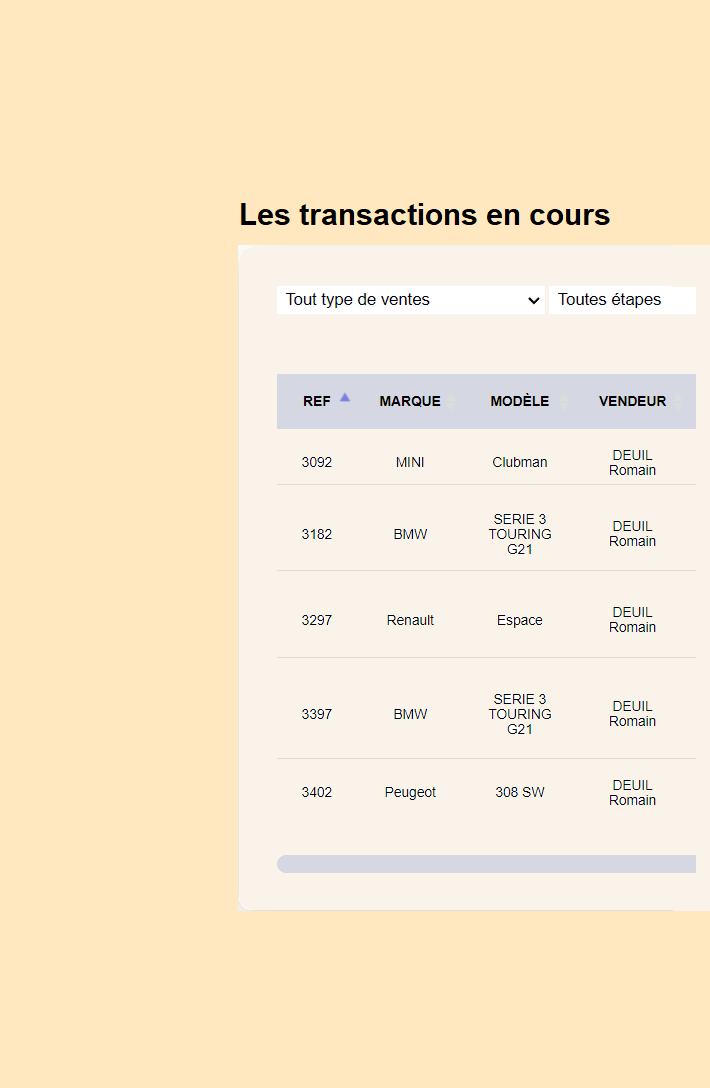 Les transactions en cours
Tout type de ventes Toutes étapes
REF MARQUE MODÈLE VENDEUR
3092 MINI Clubman DEUIL Romain
3182 BMW SERIE 3 TOURING G21 DEUIL Romain
3297 Renault Espace DEUIL Romain
3397 BMW SERIE 3 TOURING G21 DEUIL Romain
3402 Peugeot 308 SW DEUIL Romain